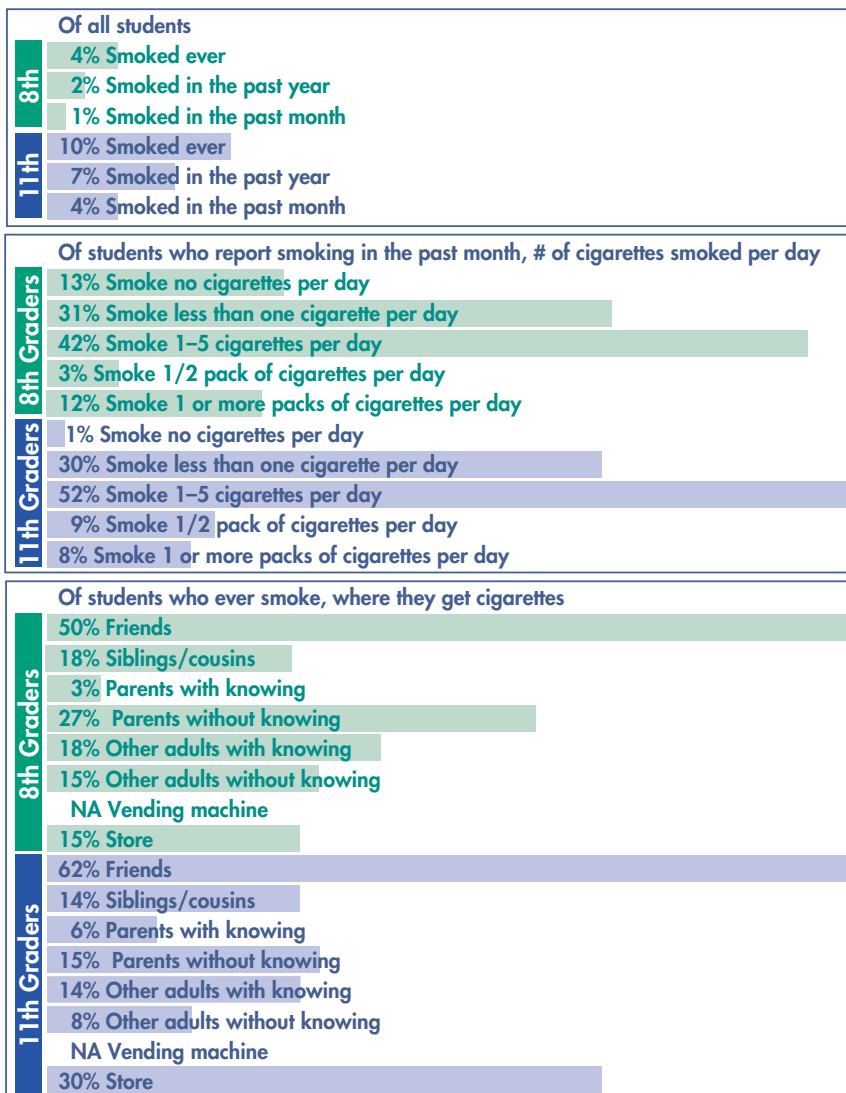 Of all students
8th
4% Smoked ever
2% Smoked in the past year
1% Smoked in the past month
11th
10% Smoked ever
7% Smoked in the past year
4% Smoked in the past month
Of students who report smoking in the past month, # of cigarettes smoked per day
8th Graders
13% Smoke no cigarettes per day
31% Smoke less than one cigarette per day
42% Smoke 1–5 cigarettes per day
3% Smoke 1/2 pack of cigarettes per day
12% Smoke 1 or more packs of cigarettes per day
11th Graders
1% Smoke no cigarettes per day
30% Smoke less than one cigarette per day
52% Smoke 1–5 cigarettes per day
9% Smoke 1/2 pack of cigarettes per day
8% Smoke 1 or more packs of cigarettes per day
Of students who ever smoke, where they get cigarettes
8th Graders
50% Friends
18% Siblings/cousins
3% Parents with knowing
27% Parents without knowing
18% Other adults with knowing
15% Other adults without knowing
NA Vending machine
15% Store
11th Graders
62% Friends
14% Siblings/cousins
6% Parents with knowing
15% Parents without knowing
14% Other adults with knowing
8% Other adults without knowing
NA Vending machine
30% Store